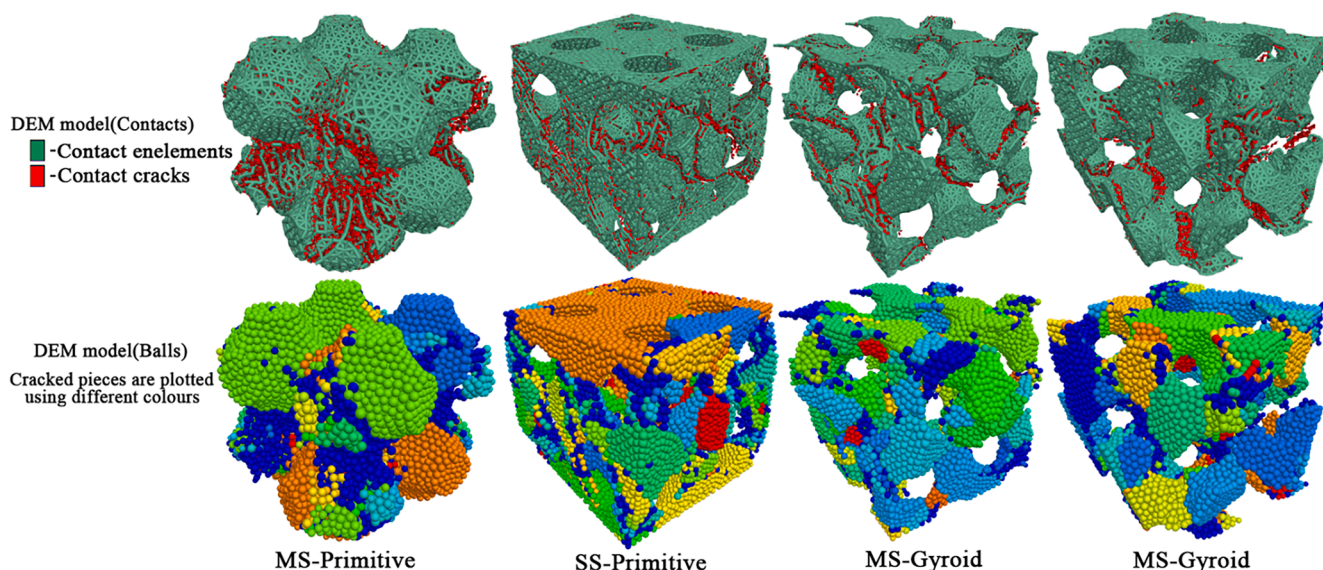 DEM model(Contacts)
-Contact enelements
-Contact cracks
DEM model(Balls)
Cracked pieces are plotted
using different colours
MS-Primitive
SS-Primitive
MS-Gyroid
MS-Gyroid